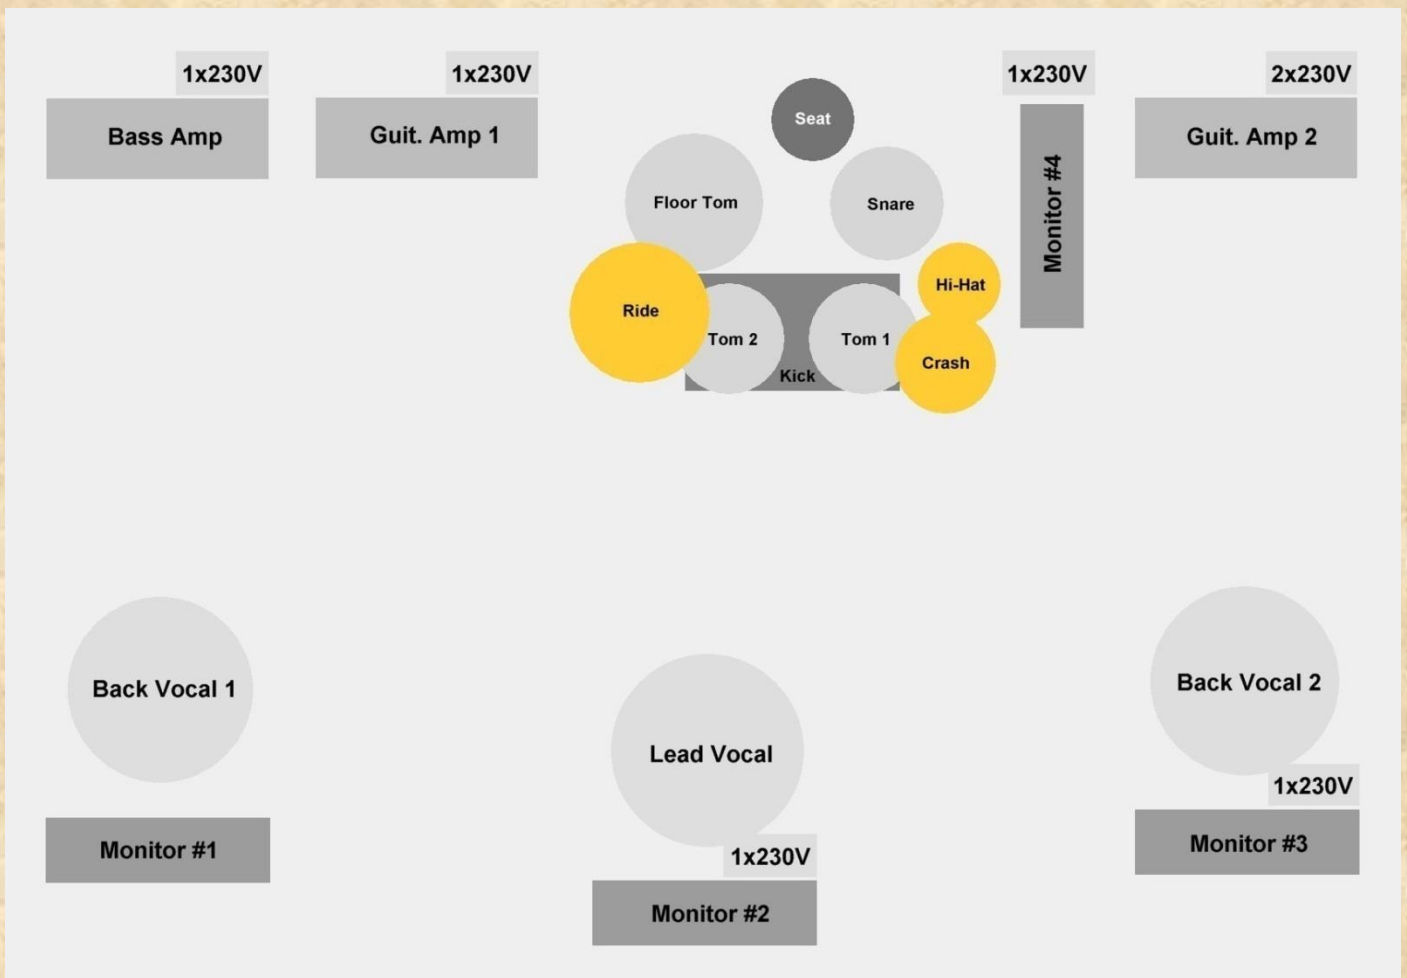 1x230V
1x230V
1x230V
2x230V
Bass Amp
Guit. Amp 1
Seat
Monitor #4
Guit. Amp 2
Floor Tom
Snare
Hi-Hat
Ride
Tom 2
Tom 1
Crash
Kick
Back Vocal 1
Back Vocal 2
Lead Vocal
1x230V
Monitor #1
1x230V
Monitor #3
Monitor #2